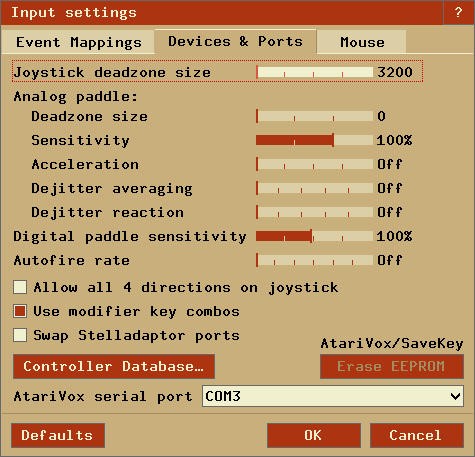 Input settings ?
Event Mappings Devices & Ports Mouse
Joystick deadzone size 3200
Analog paddle:
Deadzone size 0
Sensitivity 100%
Acceleration Off
Dejitter averaging Off
Dejitter reaction Off
Digital paddle sensitivity 100%
Autofire rate Off
Allow all 4 directions on joystick
Use modifier key combos
Swap Stelladaptor ports
AtariVox/SaveKey
Controller Database… Erase EEPROM
AtariVox serial port COM3
Defaults OK Cancel